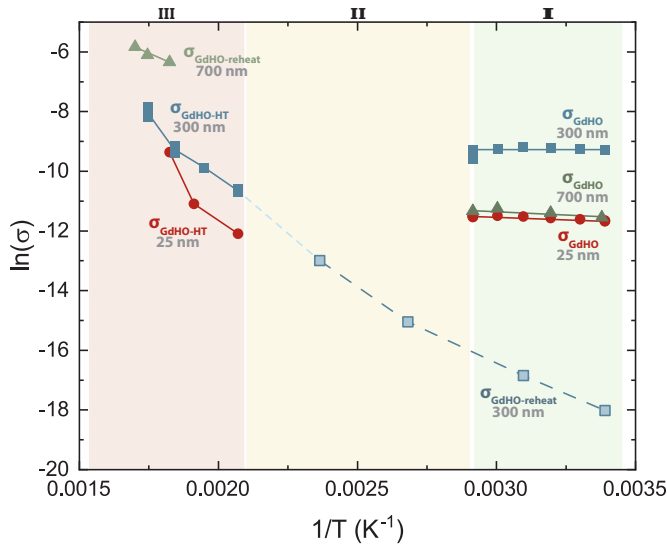 III II I
-6
-8
-10
-12
-14
-16
-18
-20
ln(σ)
σGdHO-reheat
700 nm
σGdHO-HT
300 nm
σGdHO-HT
25 nm
σGdHO
300 nm
σGdHO
700 nm
σGdHO
25 nm
σGdHO-reheat
300 nm
0.0015 0.0020 0.0025 0.0030 0.0035
1/T (K⁻¹)